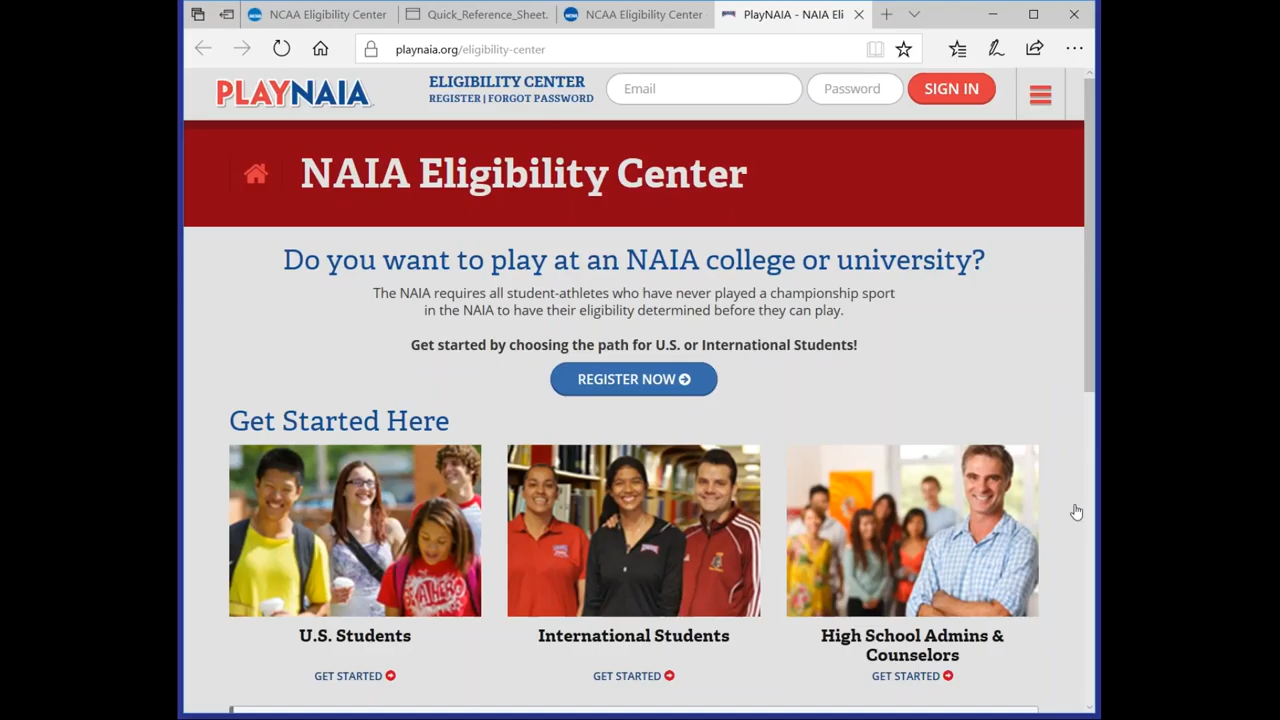 NCAA Eligibility Center
Quick_Reference_Sheet.
NCAA Eligibility Center
PlayNAIA - NAIA Eli
playnaia.org/eligibility-center
PLAYNAIA
ELIGIBILITY CENTER
REGISTER | FORGOT PASSWORD
Email
Password
SIGN IN
NAIA Eligibility Center
Do you want to play at an NAIA college or university?
The NAIA requires all student-athletes who have never played a championship sport
in the NAIA to have their eligibility determined before they can play.
Get started by choosing the path for U.S. or International Students!
REGISTER NOW
Get Started Here
U.S. Students
GET STARTED
International Students
GET STARTED
High School Admins &
Counselors
GET STARTED